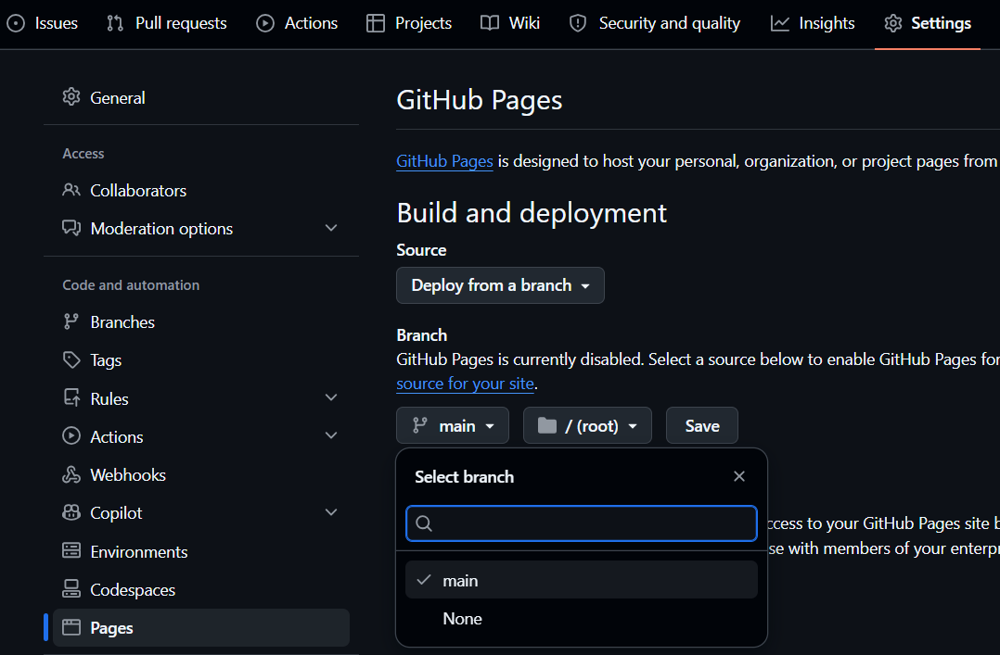 Issues Pull requests Actions Projects Wiki Security and quality Insights Settings
General
Access
Collaborators
Moderation options
Code and automation
Branches
Tags
Rules
Actions
Webhooks
Copilot
Environments
Codespaces
Pages
GitHub Pages
GitHub Pages is designed to host your personal, organization, or project pages from
Build and deployment
Source
Deploy from a branch
Branch
GitHub Pages is currently disabled. Select a source below to enable GitHub Pages for
source for your site.
main / (root) Save
Select branch
ccess to your GitHub Pages site b
se with members of your enterpr
main
None